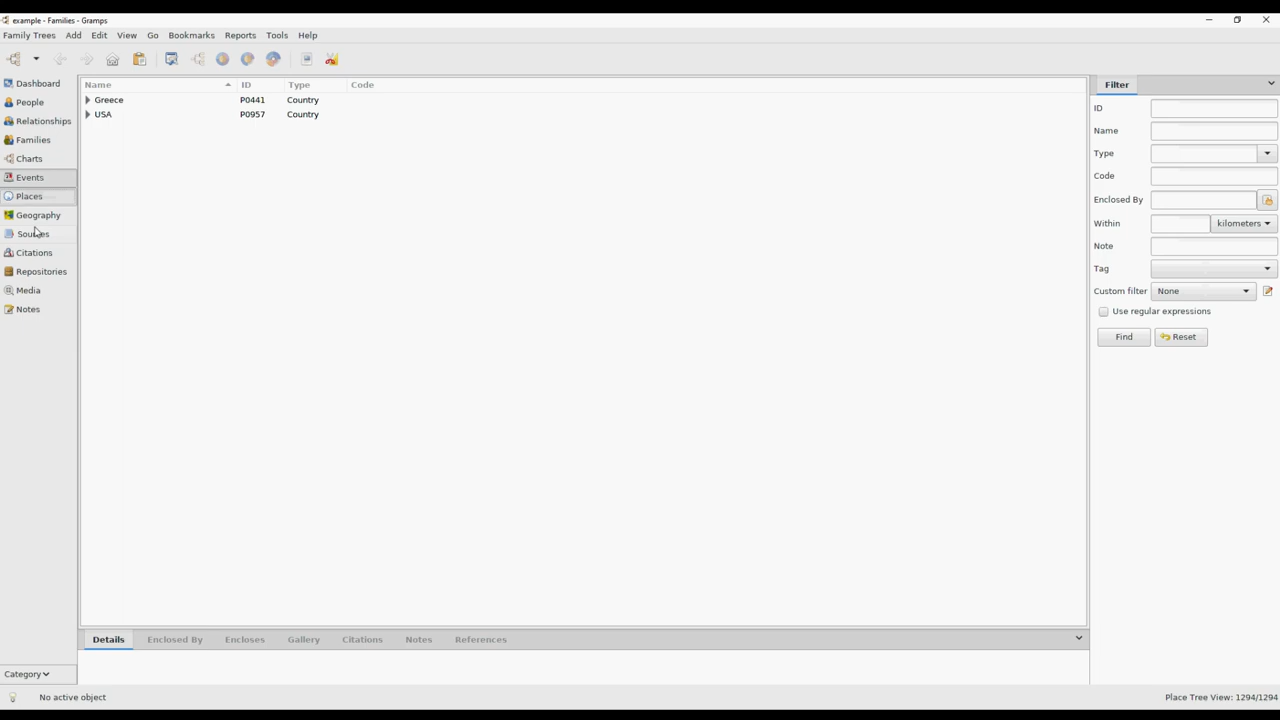 example - Families - Gramps
Family Trees Add Edit View Go Bookmarks Reports Tools Help
Dashboard
People
Relationships
Families
Charts
Events
Places
Geography
Sources
Citations
Repositories
Media
Notes
Category
Name ID Type Code
Greece P0441 Country
USA P0957 Country
Details Enclosed By Encloses Gallery Citations Notes References
Filter
ID
Name
Type
Code
Enclosed By
Within kilometers
Note
Tag
Custom filter None
Use regular expressions
Find Reset
No active object
Place Tree View: 1294/1294